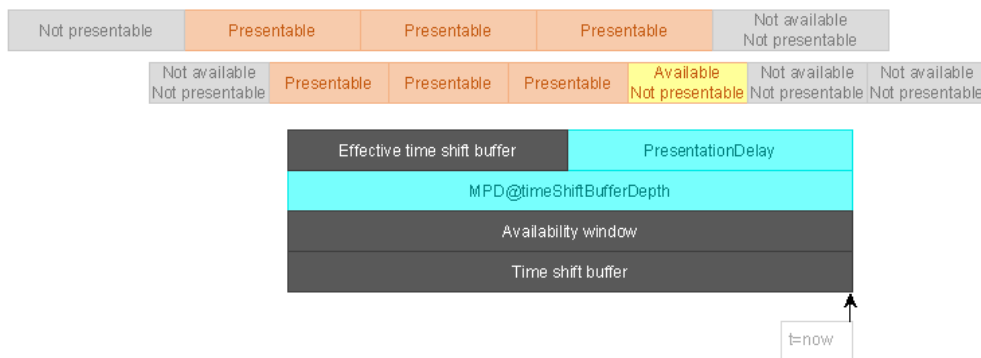 Not presentable
Presentable
Presentable
Presentable
Not available
Not presentable
Not available
Not presentable
Presentable
Presentable
Presentable
Available
Not presentable
Not available
Not presentable
Not available
Not presentable
Effective time shift buffer
PresentationDelay
MPD@timeShiftBufferDepth
Availability window
Time shift buffer
t=now